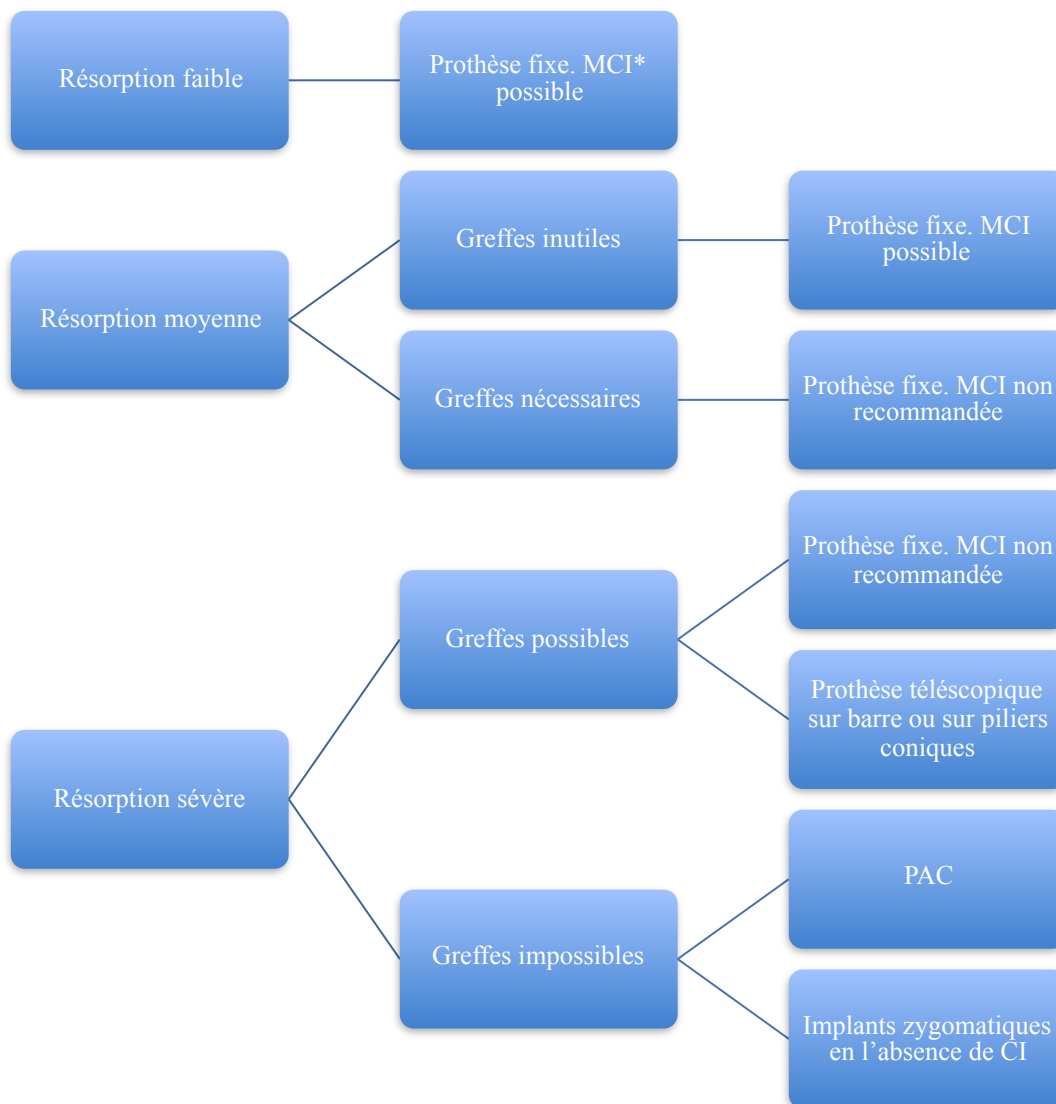 Résorption faible
Prothèse fixe. MCI*
possible
Résorption moyenne
Greffes inutiles
Prothèse fixe. MCI
possible
Greffes nécessaires
Prothèse fixe. MCI non
recommandée
Résorption sévère
Greffes possibles
Prothèse fixe. MCI non
recommandée
Prothèse téléscopique
sur barre ou sur piliers
coniques
Greffes impossibles
PAC
Implants zygomatiques
en l’absence de CI